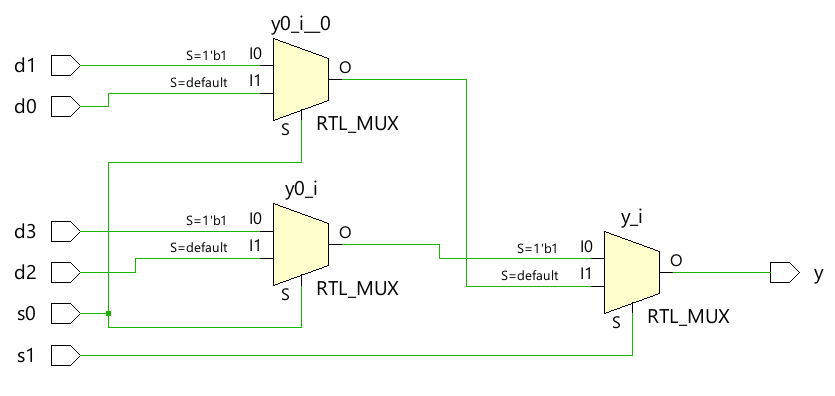 y0_i__0
d1
S=1'b1
I0
O
d0
S=default
I1
S
RTL_MUX
y0_i
d3
S=1'b1
I0
O
d2
S=default
I1
S
RTL_MUX
s0
s1
y_i
S=1'b1
I0
O
S=default
I1
y
S
RTL_MUX